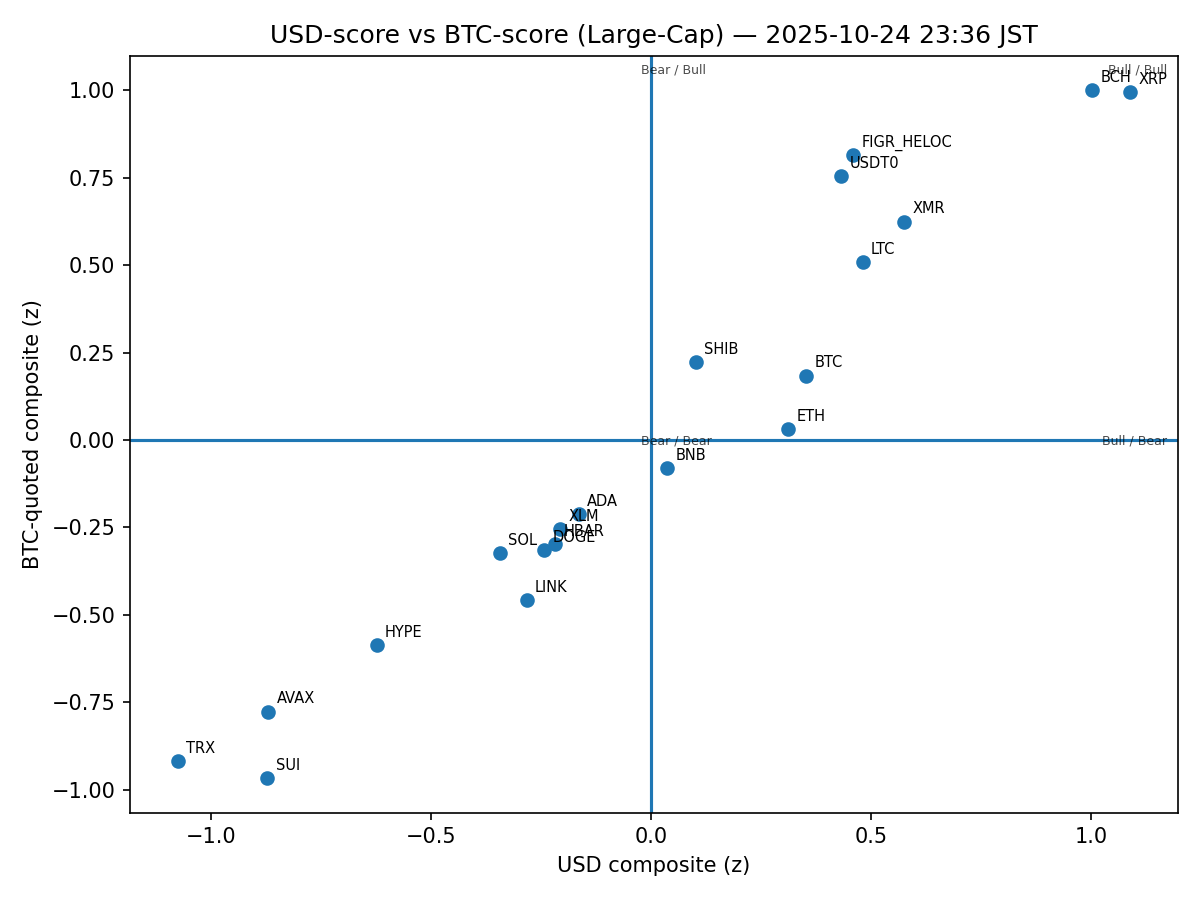 USD-score vs BTC-score (Large-Cap) — 2025-10-24 23:36 JST
Bear / Bull
Bull / Bull
BCH
XRP
FIGR_HELOC
USDT0
XMR
LTC
SHIB
BTC
ETH
Bear / Bear
Bull / Bear
BNB
ADA
XLM
HBAR
DOGE
SOL
LINK
HYPE
AVAX
TRX
SUI
1.00
0.75
0.50
0.25
0.00
−0.25
−0.50
−0.75
−1.00
BTC-quoted composite (z)
−1.0 −0.5 0.0 0.5 1.0
USD composite (z)